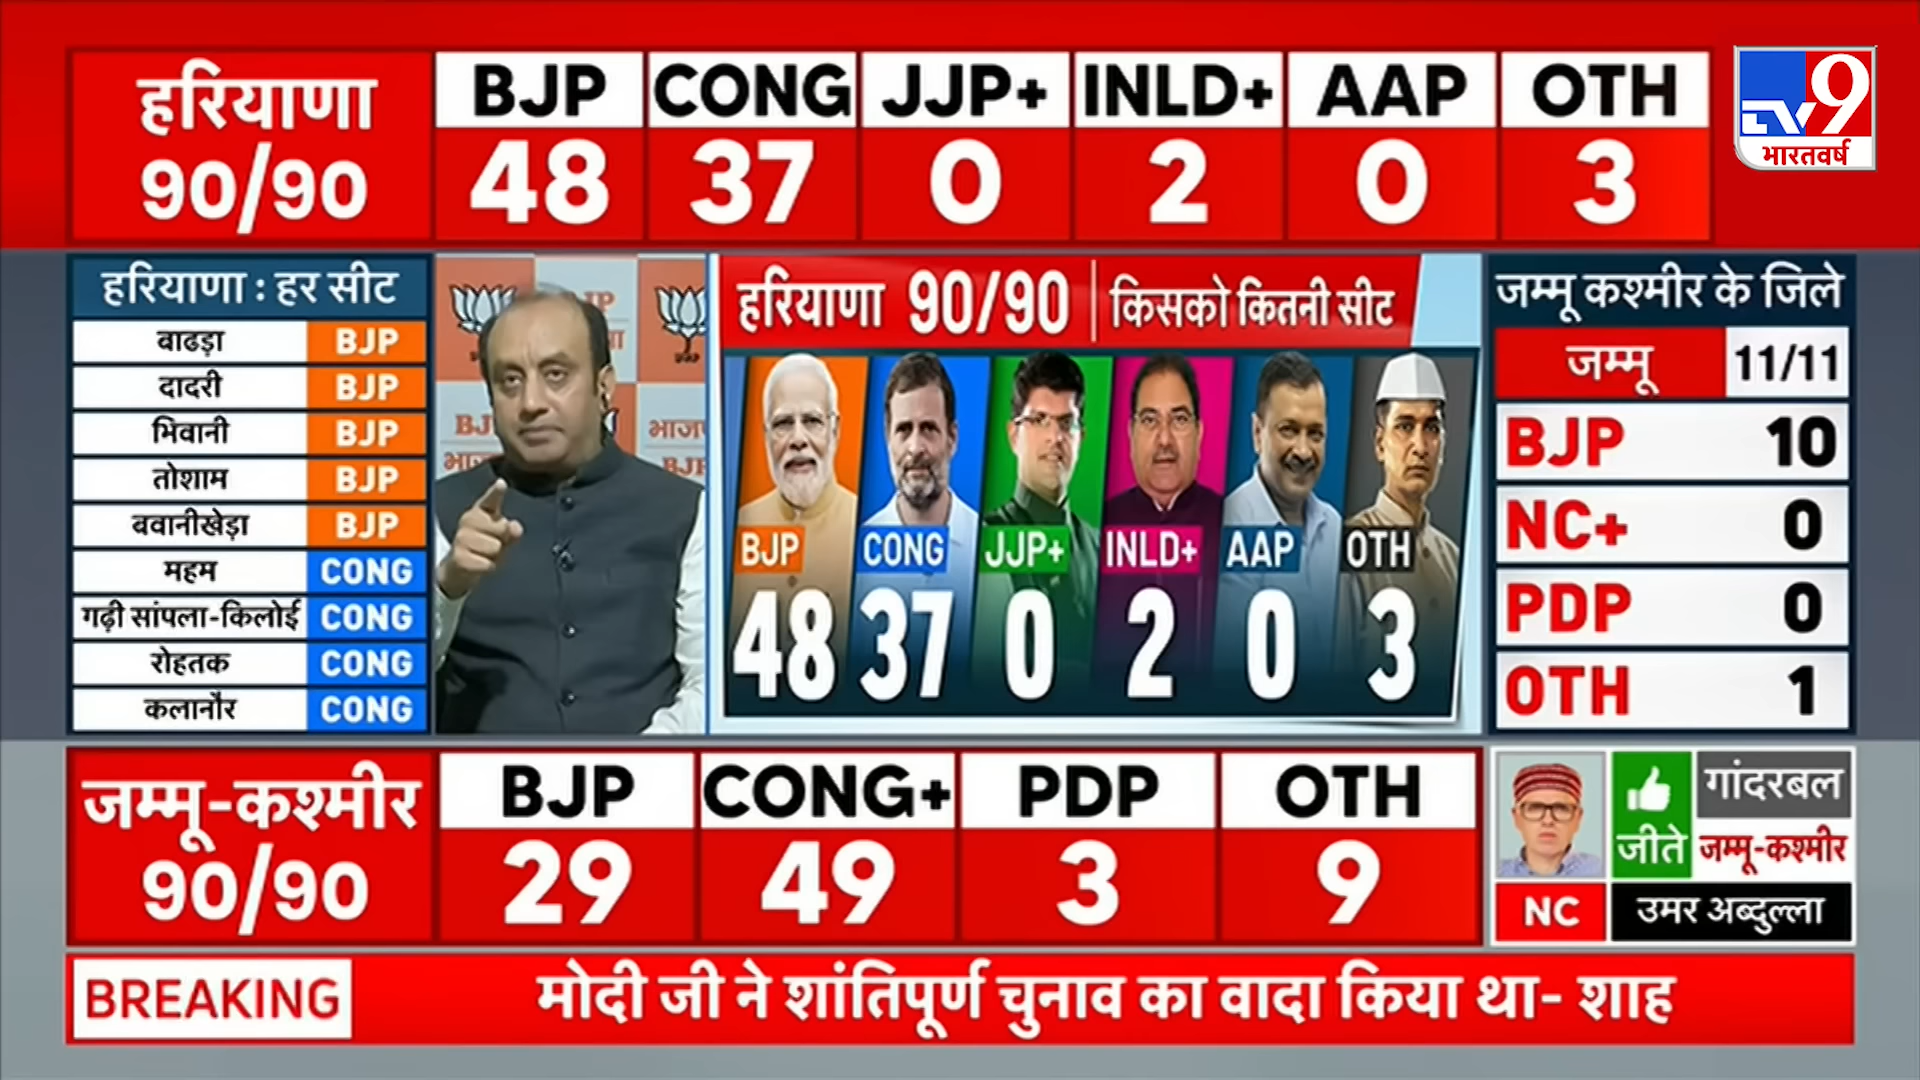 हरियाणा
90/90
BJP CONG JJP+ INLD+ AAP OTH
48 37 0 2 0 3
TV9
भारतवर्ष
हरियाणा : हर सीट
बाढड़ा BJP
दादरी BJP
भिवानी BJP
तोशाम BJP
बवानीखेड़ा BJP
महम CONG
गढ़ी सांपला-किलोई CONG
रोहतक CONG
कलानौर CONG
BJP
भाजपा
BJP
हरियाणा 90/90 किसको कितनी सीट
BJP CONG JJP+ INLD+ AAP OTH
48 37 0 2 0 3
जम्मू कश्मीर के जिले
जम्मू 11/11
BJP 10
NC+ 0
PDP 0
OTH 1
जम्मू-कश्मीर
90/90
BJP CONG+ PDP OTH
29 49 3 9
गांदरबल
जीते जम्मू-कश्मीर
NC उमर अब्दुल्ला
BREAKING मोदी जी ने शांतिपूर्ण चुनाव का वादा किया था- शाह